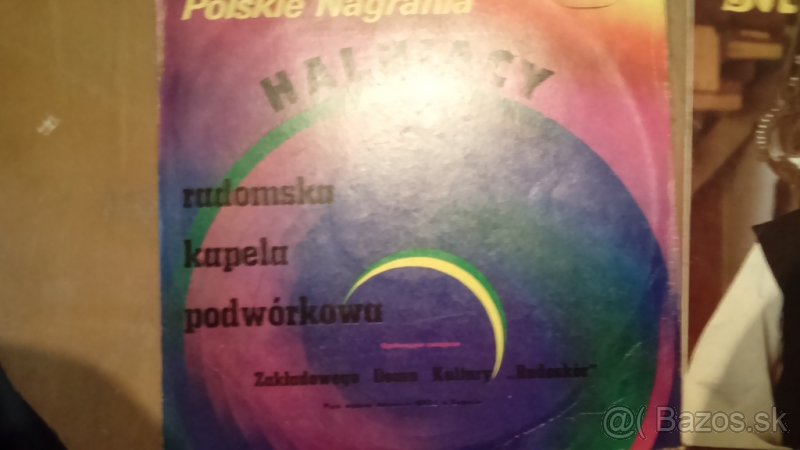 Polskie Nagrania
HALNIACY
radomska
kapela
podwórkowa
Zakładowego Domu Kultury „Radoskór”
@( Bazos.sk